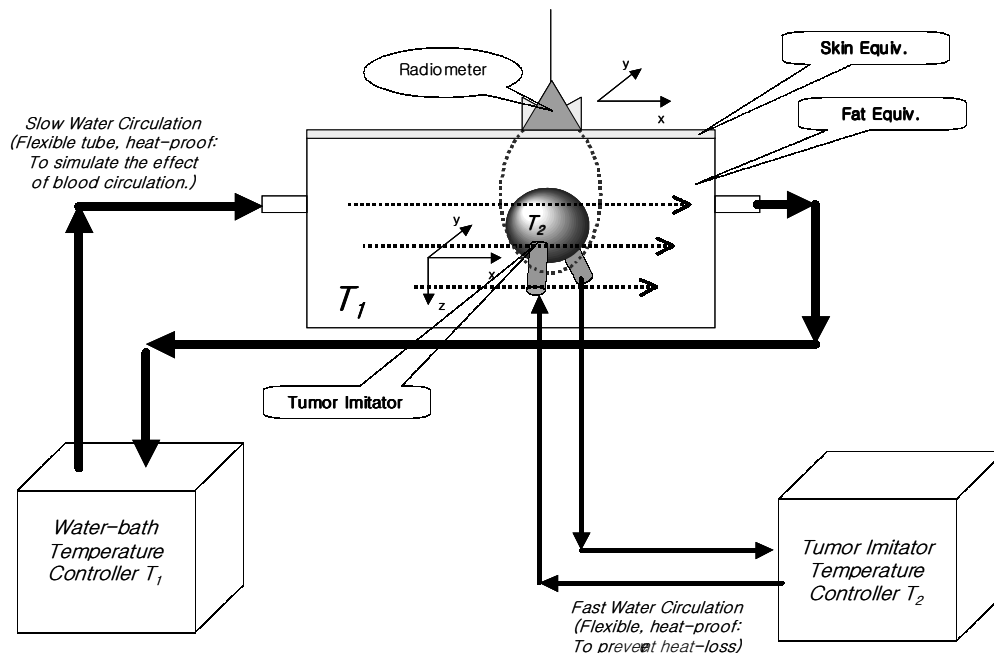 Radiometer
Skin Equiv.
y
x
Fat Equiv.
Slow Water Circulation
(Flexible tube, heat-proof:
To simulate the effect
of blood circulation.)
T2
y
x
z
T1
Tumor Imitator
Water-bath
Temperature
Controller T1
Tumor Imitator
Temperature
Controller T2
Fast Water Circulation
(Flexible, heat-proof:
To prevent heat-loss)